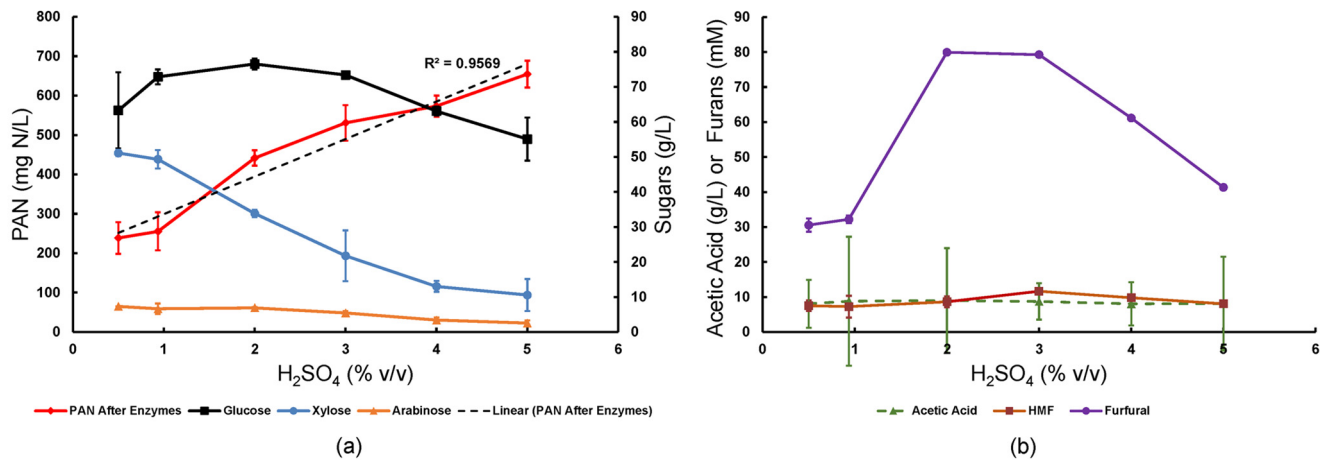 800
700
600
500
400
300
200
100
0
PAN (mg N/L)
0 1 2 3 4 5 6
H₂SO₄ (% v/v)
90
80
70
60
50
40
30
20
10
0
Sugars (g/L)
R² = 0.9569
PAN After Enzymes Glucose Xylose Arabinose Linear (PAN After Enzymes)
(a)
90
80
70
60
50
40
30
20
10
0
Acetic Acid (g/L) or Furans (mM)
0 1 2 3 4 5 6
H₂SO₄ (% v/v)
Acetic Acid HMF Furfural
(b)